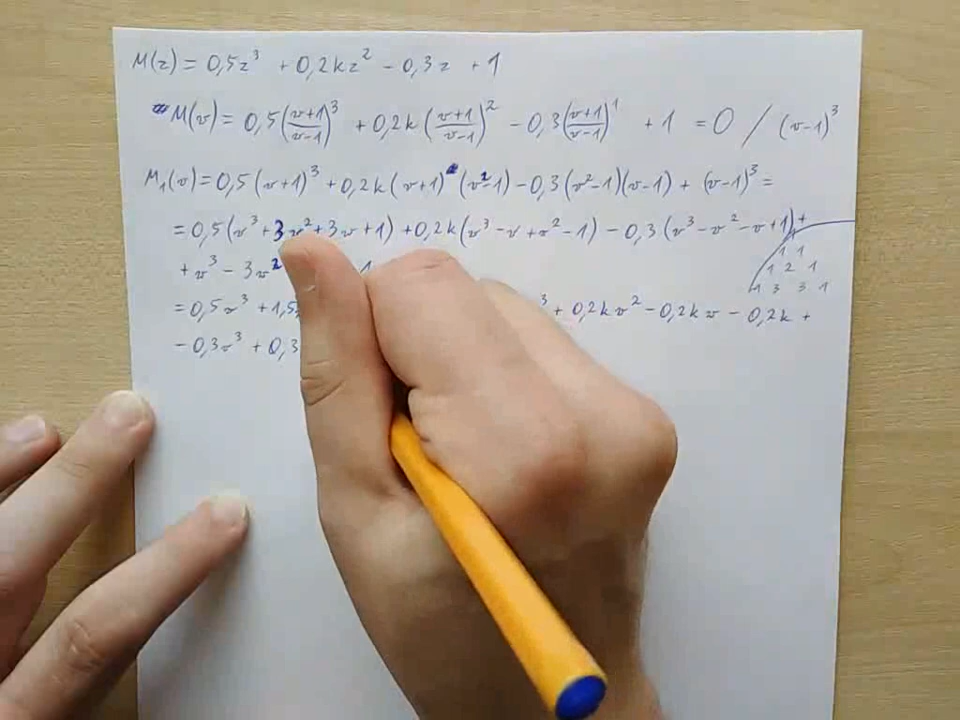 M(z) = 0,5z³ + 0,2kz² - 0,3z + 1
M(v) = 0,5(v+1/v-1)³ + 0,2k(v+1/v-1)² - 0,3(v+1/v-1)¹ + 1 = 0 / (v-1)³
M₁(v) = 0,5(v+1)³ + 0,2k(v+1)(v²-1) - 0,3(v²-1)(v-1) + (v-1)³ =
= 0,5(v³ + 3v² + 3v + 1) + 0,2k(v³ - v + v² - 1) - 0,3(v³ - v² - v + 1) +
1 1
1 2 1
1 3 3 1
+ v³ - 3v² 1
= 0,5v³ + 1,5 ³ + 0,2kv² - 0,2kv - 0,2k +
- 0,3v³ + 0,3